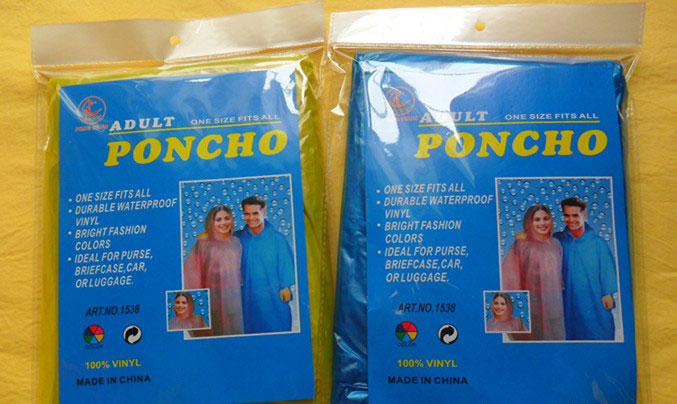 ADULT ONE SIZE FITS ALL
PONCHO
• ONE SIZE FITS ALL
• DURABLE WATERPROOF
VINYL
• BRIGHT FASHION
COLORS
• IDEAL FOR PURSE,
BRIEFCASE,CAR,
OR LUGGAGE.
ART.NO.1538
100% VINYL
MADE IN CHINA
ADULT ONE SIZE FITS ALL
PONCHO
• ONE SIZE FITS ALL
• DURABLE WATERPROOF
VINYL
• BRIGHT FASHION
COLORS
• IDEAL FOR PURSE,
BRIEFCASE,CAR,
OR LUGGAGE.
ART.NO.1538
100% VINYL
MADE IN CHINA